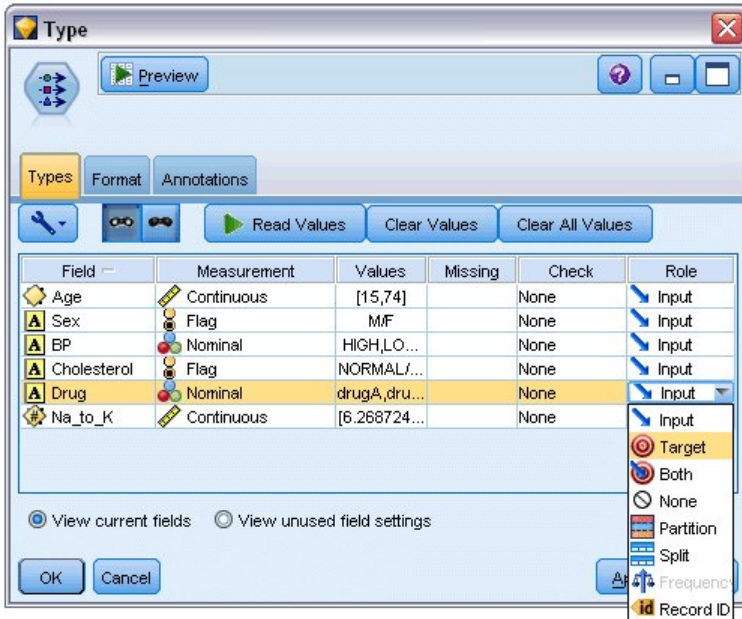 Type
Preview
Types Format Annotations
Read Values Clear Values Clear All Values
Field Measurement Values Missing Check Role
Age Continuous [15,74] None Input
A Sex Flag M/F None Input
A BP Nominal HIGH,LO... None Input
A Cholesterol Flag NORMAL/... None Input
A Drug Nominal drugA,dru... None Input
# Na_to_K Continuous [6.268724... None
Input
Target
Both
None
Partition
Split
Frequency
id Record ID
View current fields View unused field settings
OK Cancel